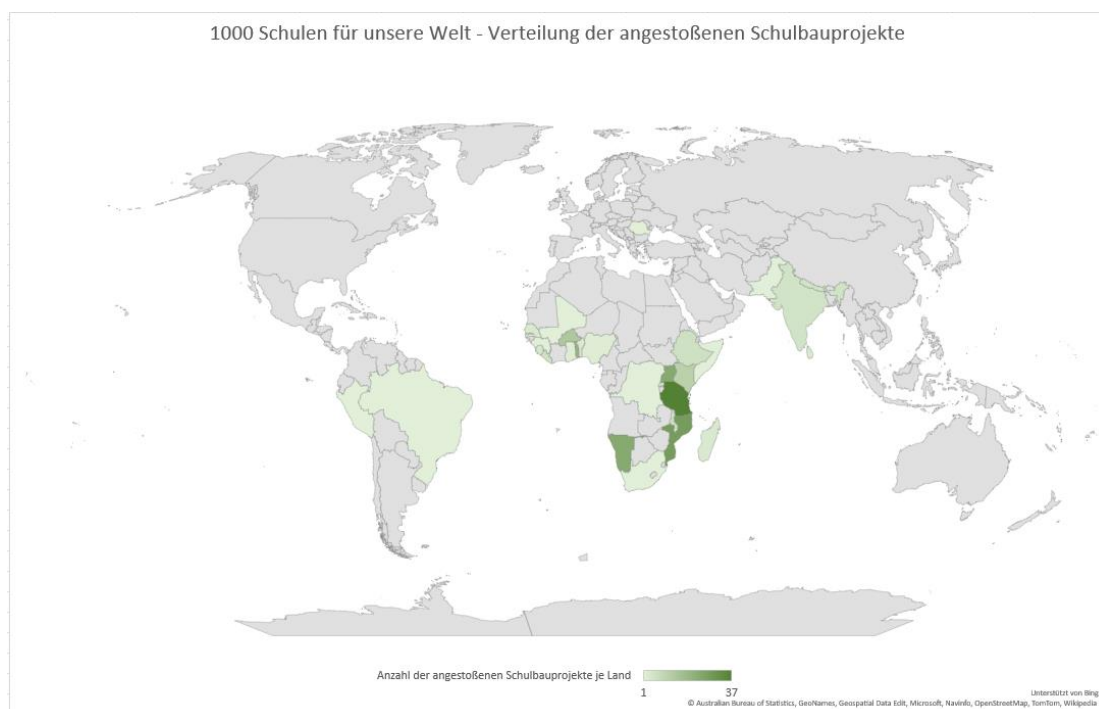 1000 Schulen für unsere Welt - Verteilung der angestoßenen Schulbauprojekte
Anzahl der angestoßenen Schulbauprojekte je Land
1 37
Unterstützt von Bing
© Australian Bureau of Statistics, GeoNames, Geospatial Data Edit, Microsoft, Navinfo, OpenStreetMap, TomTom, Wikipedia